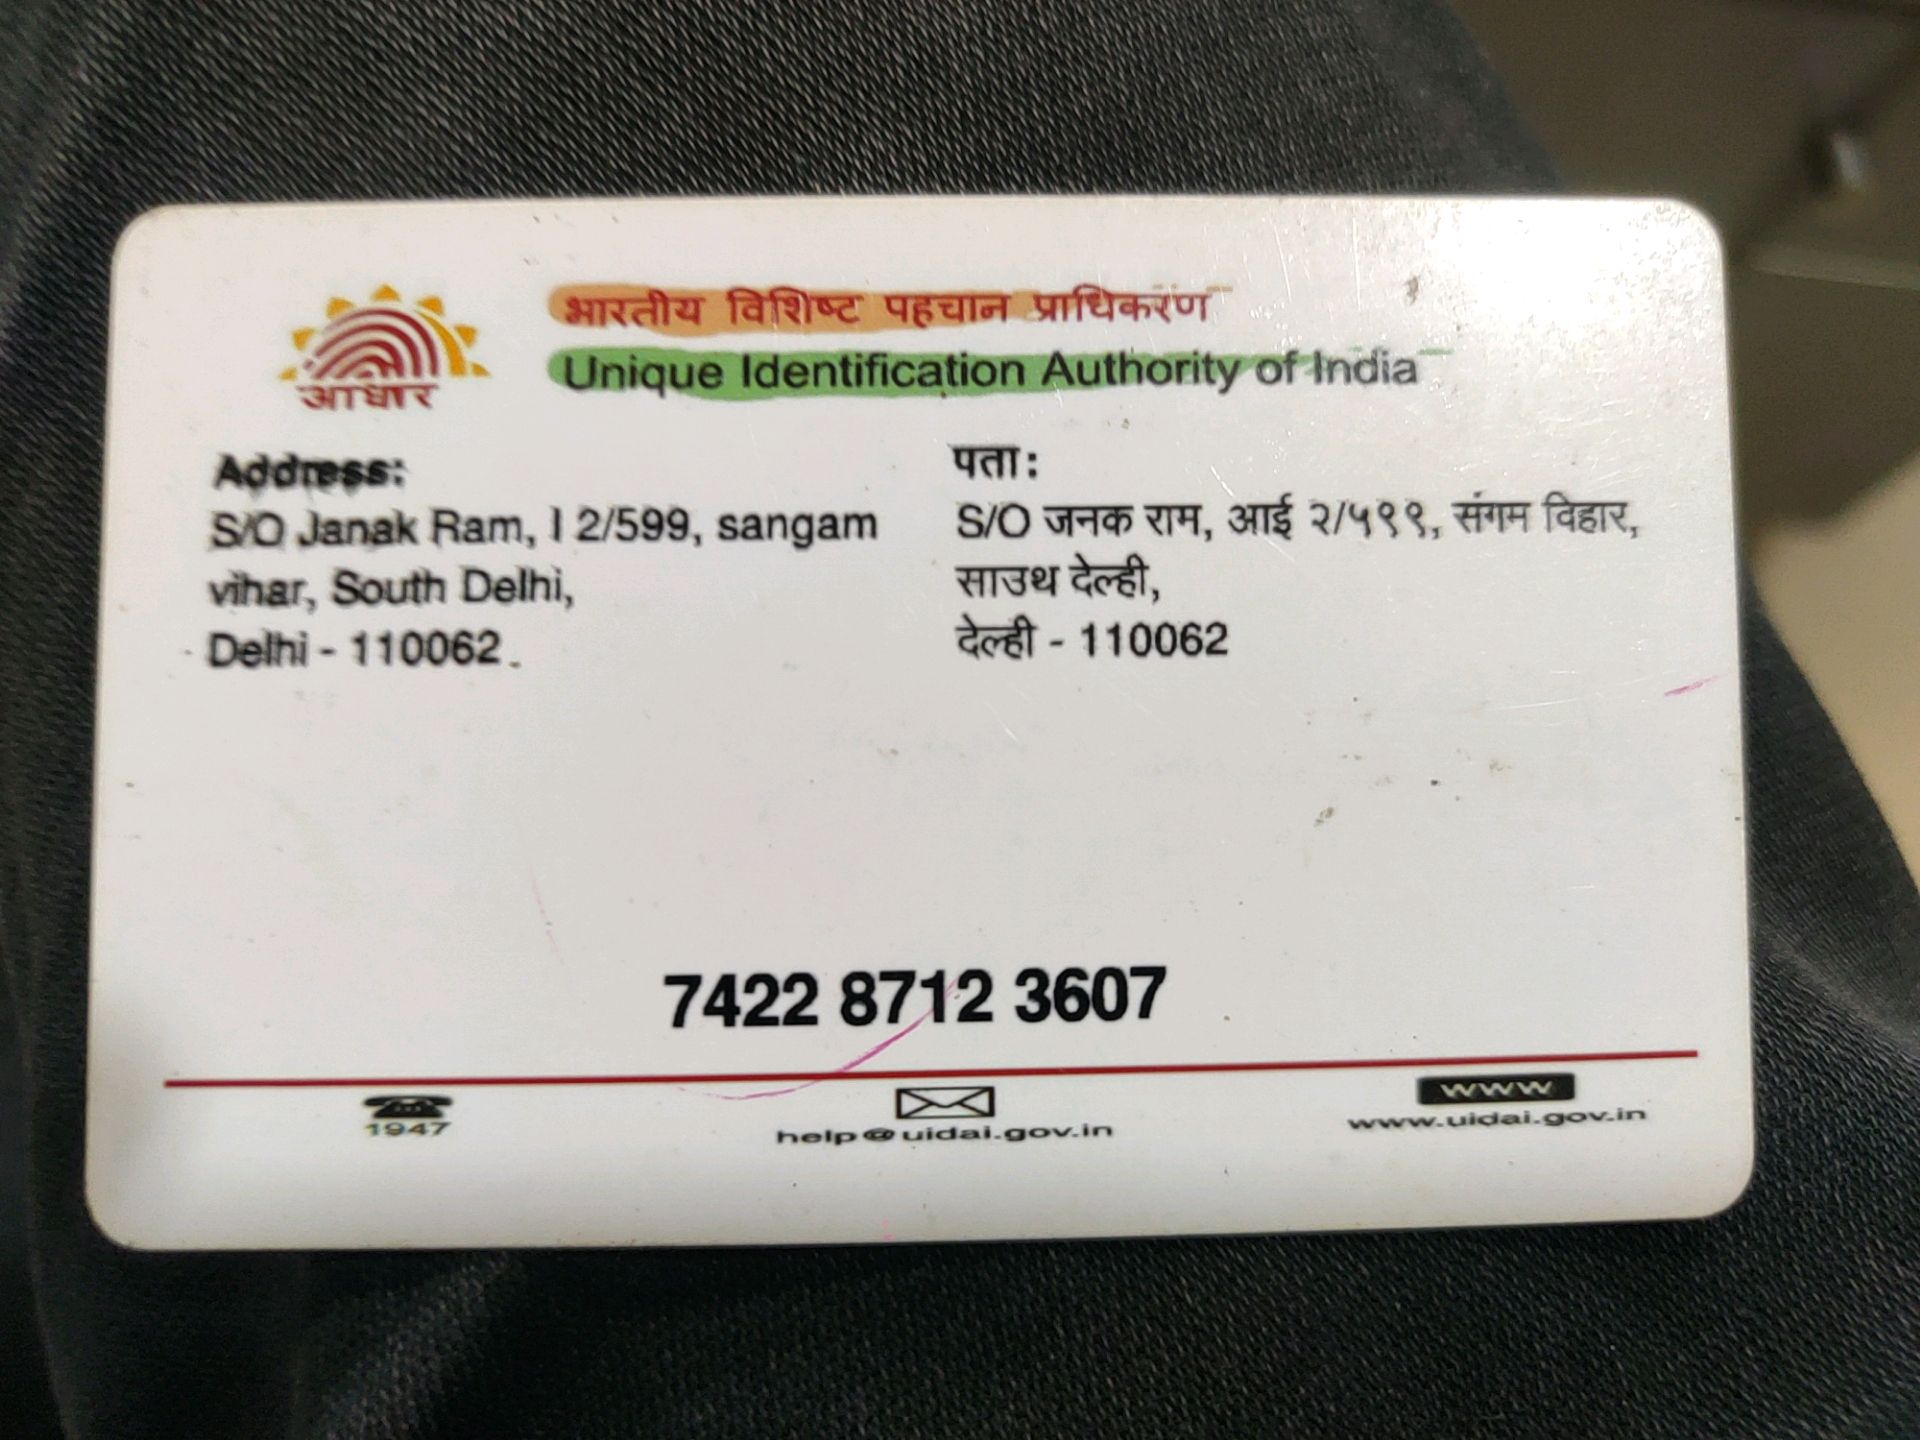 भारतीय विशिष्ट पहचान प्राधिकरण
Unique Identification Authority of India
आधार
Address:
S/O Janak Ram, I 2/599, sangam
vihar, South Delhi,
Delhi - 110062
पता:
S/O जनक राम, आई २/५९९, संगम विहार,
साउथ देल्ही,
देल्ही - 110062
7422 8712 3607
1947
help@uidai.gov.in
www
www.uidai.gov.in